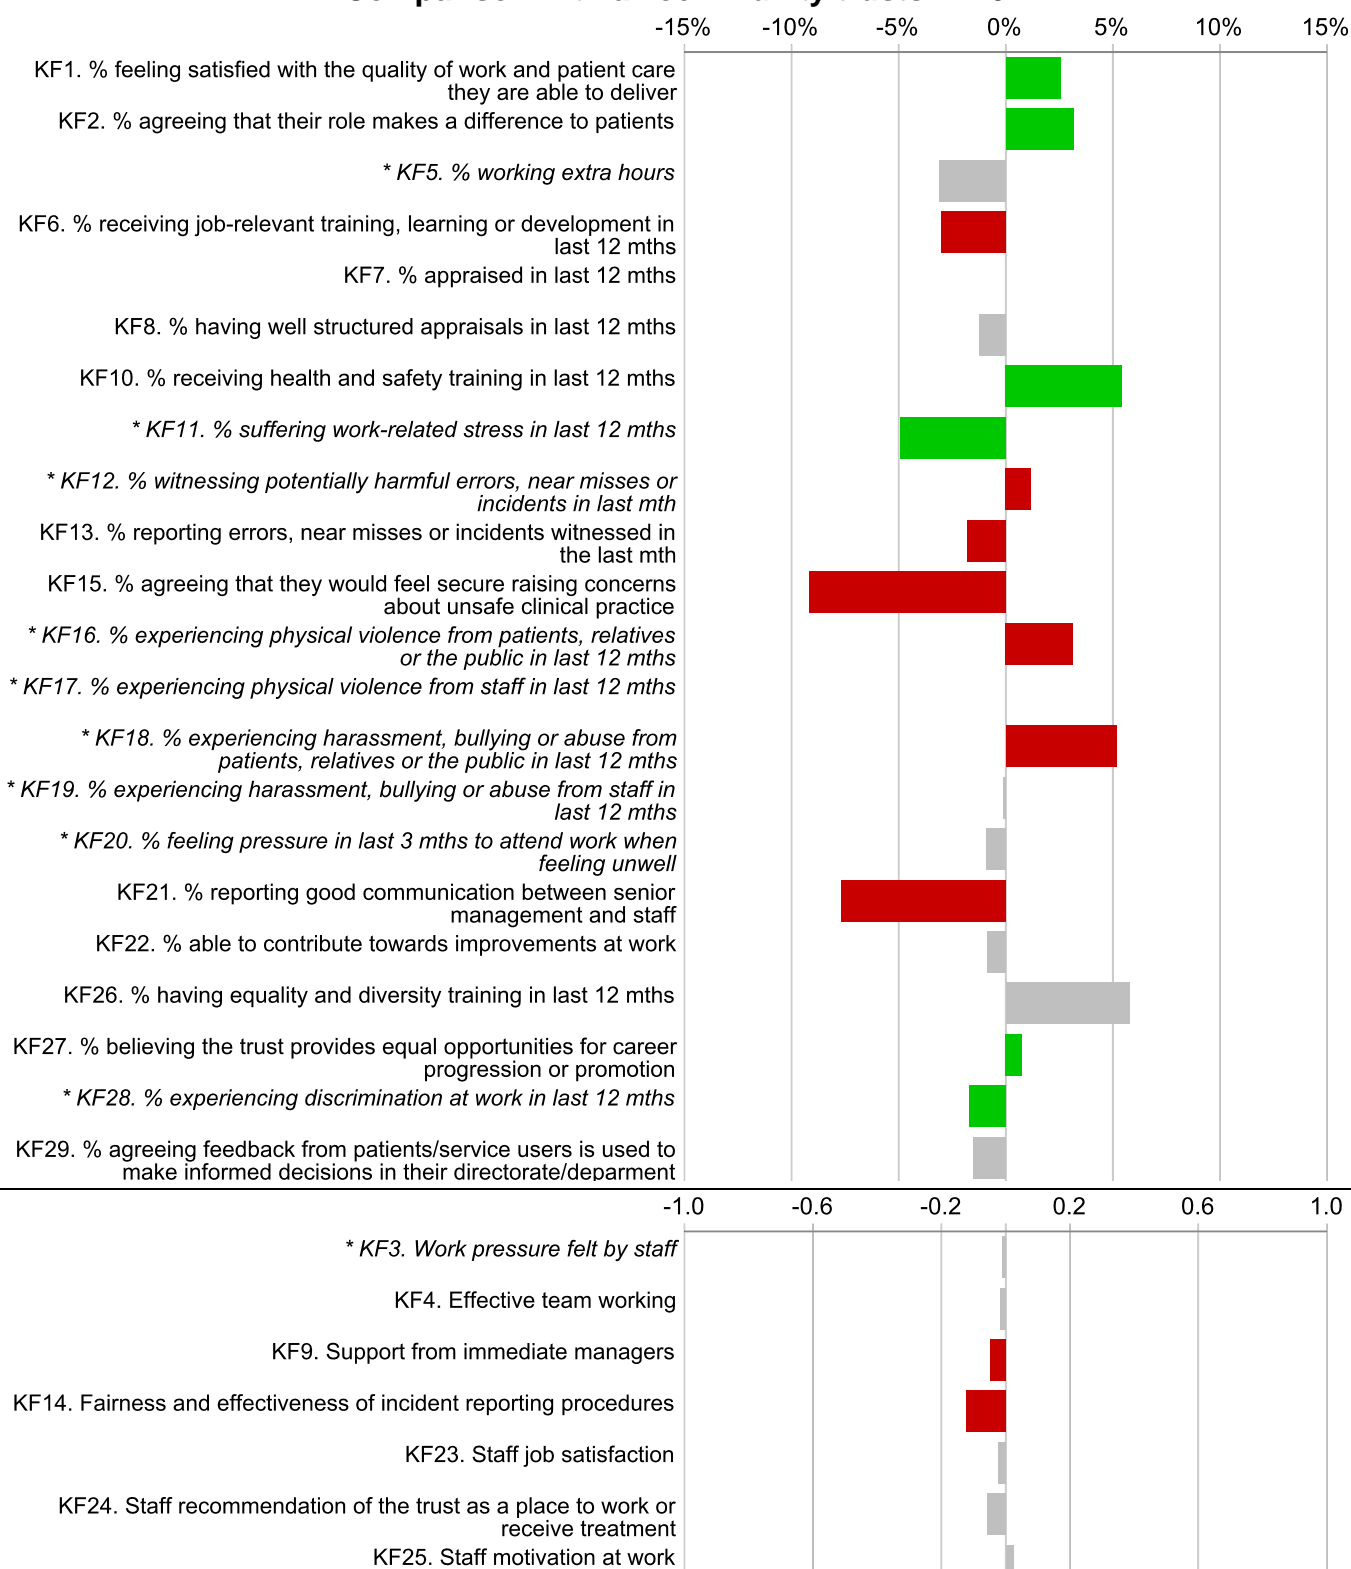 -15% -10% -5% 0% 5% 10% 15%
KF1. % feeling satisfied with the quality of work and patient care
they are able to deliver
KF2. % agreeing that their role makes a difference to patients
* KF5. % working extra hours
KF6. % receiving job-relevant training, learning or development in
last 12 mths
KF7. % appraised in last 12 mths
KF8. % having well structured appraisals in last 12 mths
KF10. % receiving health and safety training in last 12 mths
* KF11. % suffering work-related stress in last 12 mths
* KF12. % witnessing potentially harmful errors, near misses or
incidents in last mth
KF13. % reporting errors, near misses or incidents witnessed in
the last mth
KF15. % agreeing that they would feel secure raising concerns
about unsafe clinical practice
* KF16. % experiencing physical violence from patients, relatives
or the public in last 12 mths
* KF17. % experiencing physical violence from staff in last 12 mths
* KF18. % experiencing harassment, bullying or abuse from
patients, relatives or the public in last 12 mths
* KF19. % experiencing harassment, bullying or abuse from staff in
last 12 mths
* KF20. % feeling pressure in last 3 mths to attend work when
feeling unwell
KF21. % reporting good communication between senior
management and staff
KF22. % able to contribute towards improvements at work
KF26. % having equality and diversity training in last 12 mths
KF27. % believing the trust provides equal opportunities for career
progression or promotion
* KF28. % experiencing discrimination at work in last 12 mths
KF29. % agreeing feedback from patients/service users is used to
make informed decisions in their directorate/deparment
-1.0 -0.6 -0.2 0.2 0.6 1.0
* KF3. Work pressure felt by staff
KF4. Effective team working
KF9. Support from immediate managers
KF14. Fairness and effectiveness of incident reporting procedures
KF23. Staff job satisfaction
KF24. Staff recommendation of the trust as a place to work or
receive treatment
KF25. Staff motivation at work